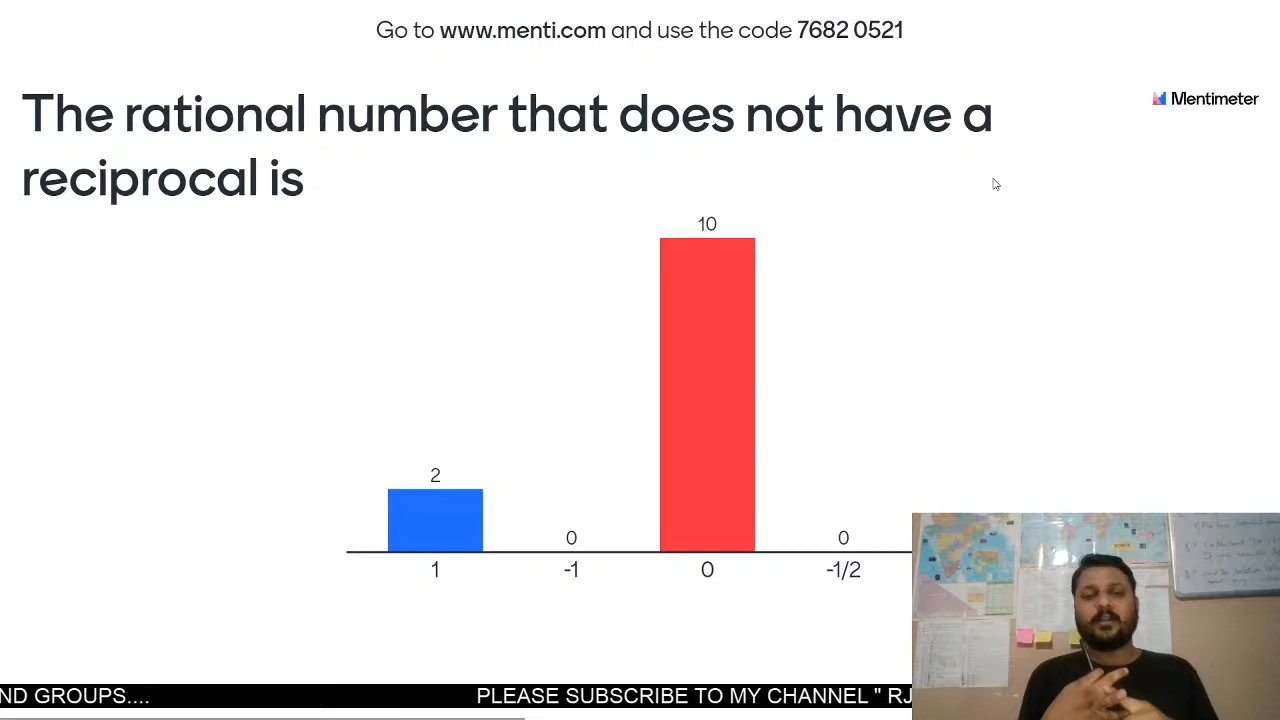 Go to www.menti.com and use the code 7682 0521
Mentimeter
The rational number that does not have a
reciprocal is
10
2
0
0
1
-1
0
-1/2
ND GROUPS....
PLEASE SUBSCRIBE TO MY CHANNEL " RJ